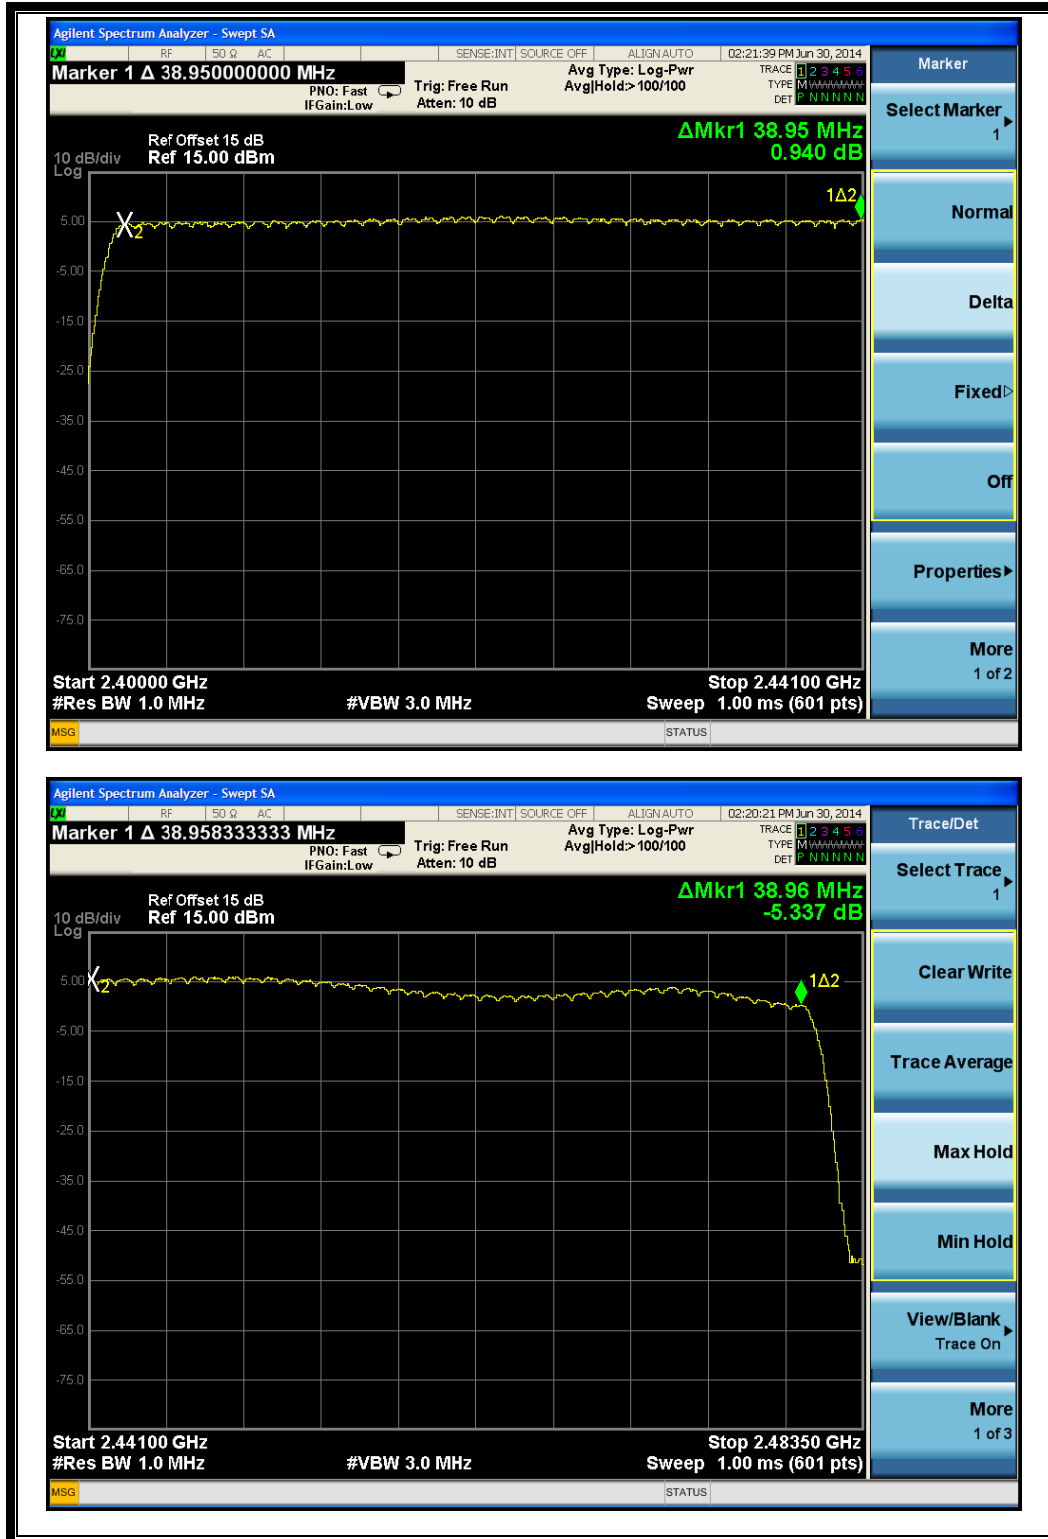 Agilent Spectrum Analyzer - Swept SA
LXI RF 50 Ω AC SENSE:INT SOURCE OFF ALIGN AUTO 02:21:39 PM Jun 30, 2014
Marker 1 Δ 38.950000000 MHz
PNO: Fast
IFGain:Low
Trig: Free Run
Atten: 10 dB
Avg Type: Log-Pwr
Avg|Hold:>100/100
TRACE 1 2 3 4 5 6
TYPE M WWWWW
DET P N N N N N
Ref Offset 15 dB
10 dB/div Ref 15.00 dBm
Log
ΔMkr1 38.95 MHz
0.940 dB
1Δ2
5.00
2
-5.00
-15.0
-25.0
-35.0
-45.0
-55.0
-65.0
-75.0
Start 2.40000 GHz
Stop 2.44100 GHz
#Res BW 1.0 MHz
#VBW 3.0 MHz
Sweep 1.00 ms (601 pts)
MSG
STATUS
Marker
Select Marker
1
Normal
Delta
Fixed
Off
Properties
More
1 of 2
Agilent Spectrum Analyzer - Swept SA
LXI RF 50 Ω AC SENSE:INT SOURCE OFF ALIGN AUTO 02:20:21 PM Jun 30, 2014
Marker 1 Δ 38.958333333 MHz
PNO: Fast
IFGain:Low
Trig: Free Run
Atten: 10 dB
Avg Type: Log-Pwr
Avg|Hold:>100/100
TRACE 1 2 3 4 5 6
TYPE M WWWWW
DET P N N N N N
Ref Offset 15 dB
10 dB/div Ref 15.00 dBm
Log
ΔMkr1 38.96 MHz
-5.337 dB
5.00
2
1Δ2
-5.00
-15.0
-25.0
-35.0
-45.0
-55.0
-65.0
-75.0
Start 2.44100 GHz
Stop 2.48350 GHz
#Res BW 1.0 MHz
#VBW 3.0 MHz
Sweep 1.00 ms (601 pts)
MSG
STATUS
Trace/Det
Select Trace
1
Clear Write
Trace Average
Max Hold
Min Hold
View/Blank
Trace On
More
1 of 3